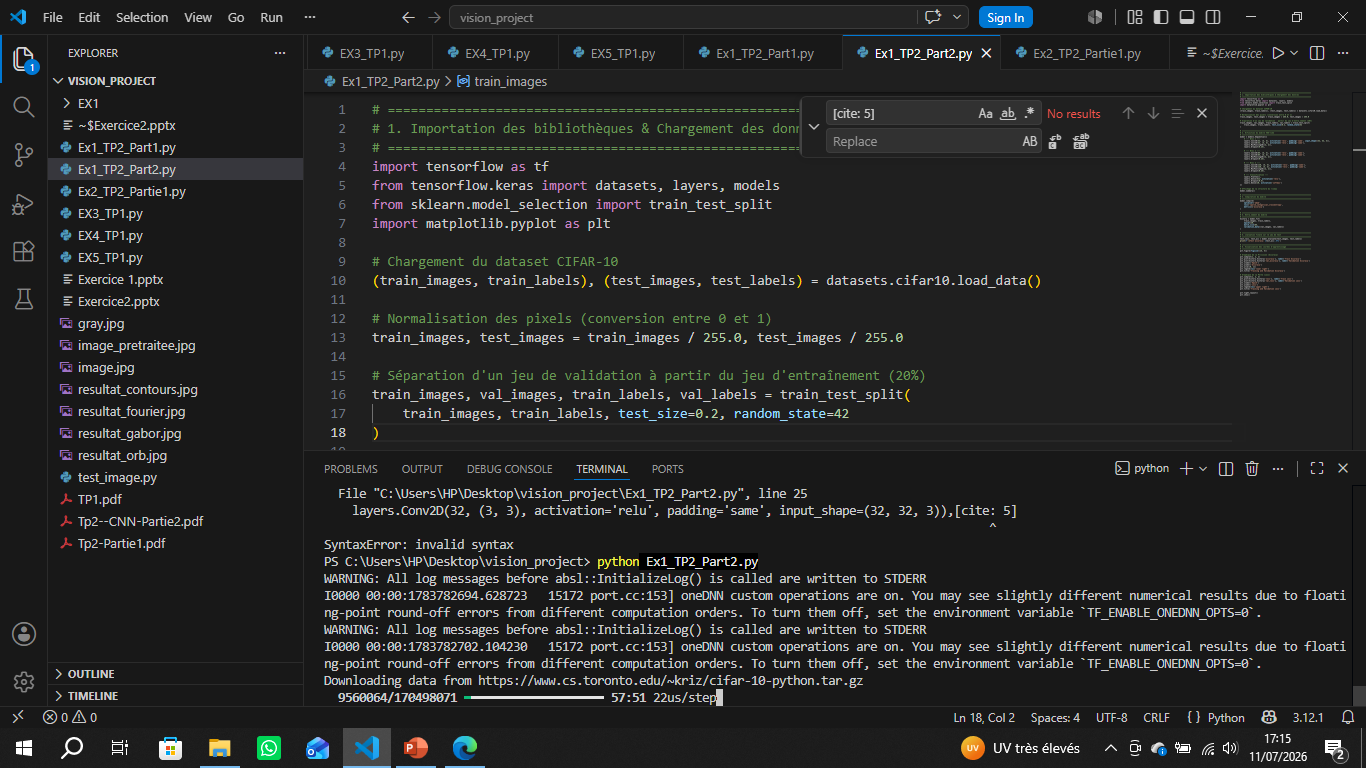 File Edit Selection View Go Run ··· vision_project Sign In
EXPLORER ···
VISION_PROJECT
EX1
~$Exercice2.pptx
Ex1_TP2_Part1.py
Ex1_TP2_Part2.py
Ex2_TP2_Partie1.py
EX3_TP1.py
EX4_TP1.py
EX5_TP1.py
Exercice 1.pptx
Exercice2.pptx
gray.jpg
image_pretraitee.jpg
image.jpg
resultat_contours.jpg
resultat_fourier.jpg
resultat_gabor.jpg
resultat_orb.jpg
test_image.py
TP1.pdf
Tp2--CNN-Partie2.pdf
Tp2-Partie1.pdf
OUTLINE
TIMELINE
EX3_TP1.py EX4_TP1.py EX5_TP1.py Ex1_TP2_Part1.py Ex1_TP2_Part2.py Ex2_TP2_Partie1.py ~$Exercice.
Ex1_TP2_Part2.py > train_images
[cite: 5] Aa ab .* No results
Replace AB
1 # ======================================================
2 # 1. Importation des bibliothèques & Chargement des donn
3 # ======================================================
4 import tensorflow as tf
5 from tensorflow.keras import datasets, layers, models
6 from sklearn.model_selection import train_test_split
7 import matplotlib.pyplot as plt
8
9 # Chargement du dataset CIFAR-10
10 (train_images, train_labels), (test_images, test_labels) = datasets.cifar10.load_data()
11
12 # Normalisation des pixels (conversion entre 0 et 1)
13 train_images, test_images = train_images / 255.0, test_images / 255.0
14
15 # Séparation d'un jeu de validation à partir du jeu d'entraînement (20%)
16 train_images, val_images, train_labels, val_labels = train_test_split(
17 train_images, train_labels, test_size=0.2, random_state=42
18 )
PROBLEMS OUTPUT DEBUG CONSOLE TERMINAL PORTS python
File "C:\Users\HP\Desktop\vision_project\Ex1_TP2_Part2.py", line 25
layers.Conv2D(32, (3, 3), activation='relu', padding='same', input_shape=(32, 32, 3)),[cite: 5]
^
SyntaxError: invalid syntax
PS C:\Users\HP\Desktop\vision_project> python Ex1_TP2_Part2.py
WARNING: All log messages before absl::InitializeLog() is called are written to STDERR
I0000 00:00:1783782694.628723 15172 port.cc:153] oneDNN custom operations are on. You may see slightly different numerical results due to floati
ng-point round-off errors from different computation orders. To turn them off, set the environment variable `TF_ENABLE_ONEDNN_OPTS=0`.
WARNING: All log messages before absl::InitializeLog() is called are written to STDERR
I0000 00:00:1783782702.104230 15172 port.cc:153] oneDNN custom operations are on. You may see slightly different numerical results due to floati
ng-point round-off errors from different computation orders. To turn them off, set the environment variable `TF_ENABLE_ONEDNN_OPTS=0`.
Downloading data from https://www.cs.toronto.edu/~kriz/cifar-10-python.tar.gz
9560064/170498071 57:51 22us/step
0 0 Ln 18, Col 2 Spaces: 4 UTF-8 CRLF { } Python 3.12.1
UV UV très élevés 17:15
11/07/2026
2